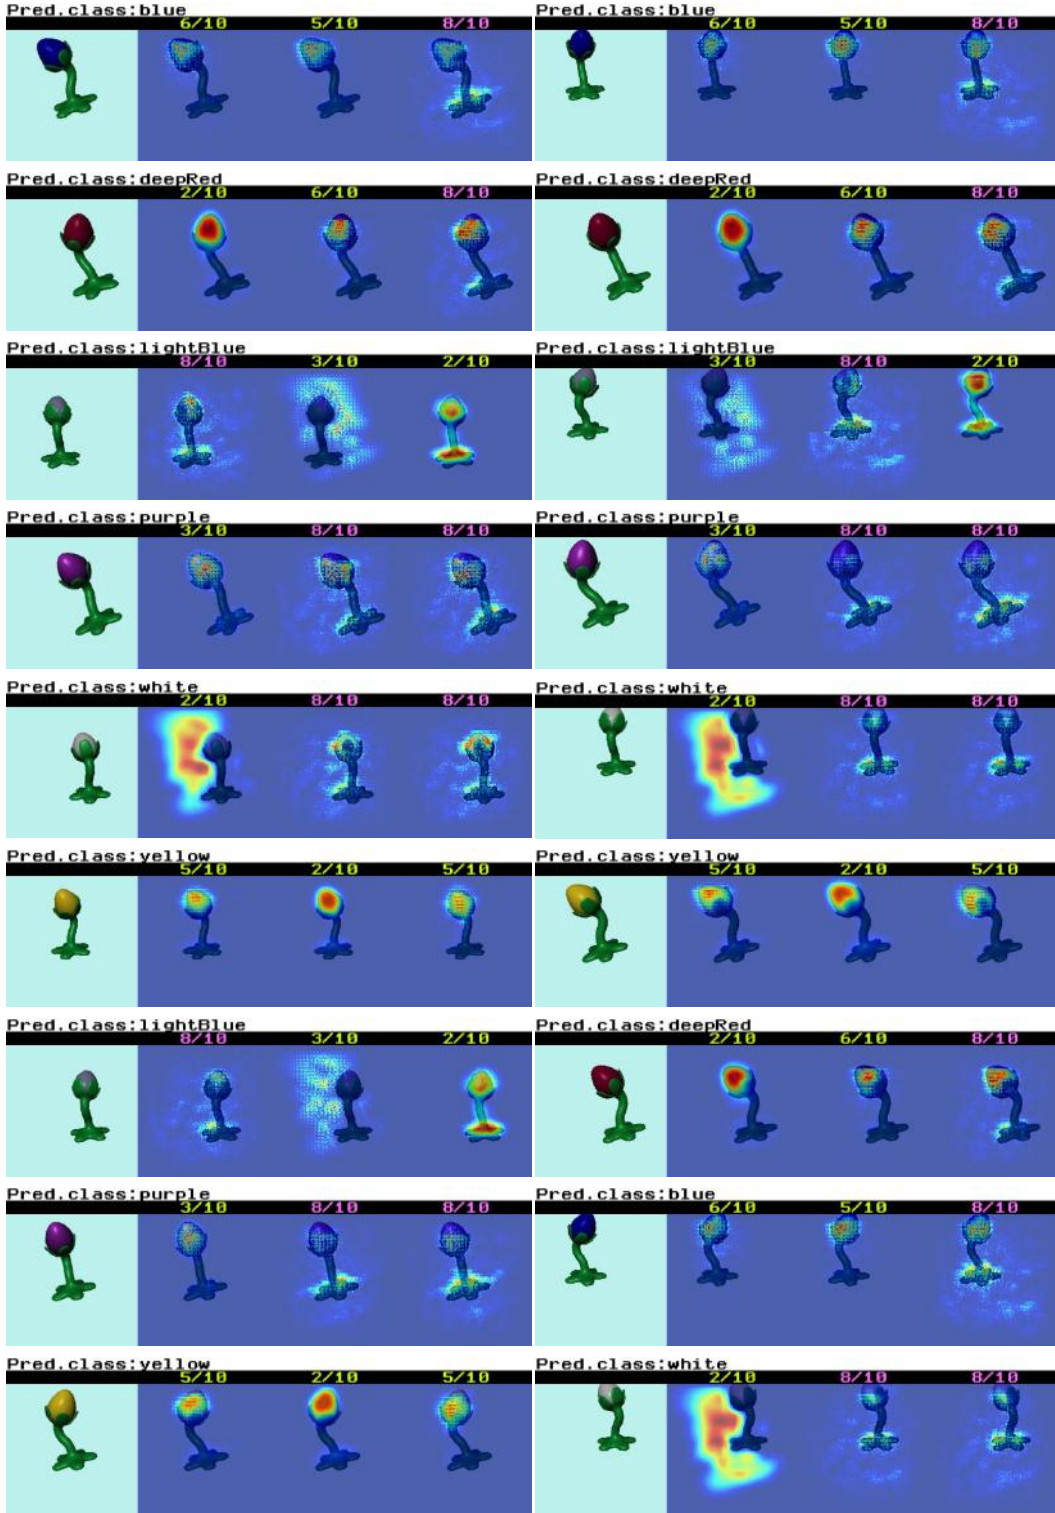 Pred.class:blue
6/10 5/10 8/10
Pred.class:blue
6/10 5/10 8/10
Pred.class:deepRed
2/10 6/10 8/10
Pred.class:deepRed
2/10 6/10 8/10
Pred.class:lightBlue
8/10 3/10 2/10
Pred.class:lightBlue
3/10 8/10 2/10
Pred.class:purple
3/10 8/10 8/10
Pred.class:purple
3/10 8/10 8/10
Pred.class:white
2/10 8/10 8/10
Pred.class:white
2/10 8/10 8/10
Pred.class:yellow
5/10 2/10 5/10
Pred.class:yellow
5/10 2/10 5/10
Pred.class:lightBlue
8/10 3/10 2/10
Pred.class:deepRed
2/10 6/10 8/10
Pred.class:purple
3/10 8/10 8/10
Pred.class:blue
6/10 5/10 8/10
Pred.class:yellow
5/10 2/10 5/10
Pred.class:white
2/10 8/10 8/10